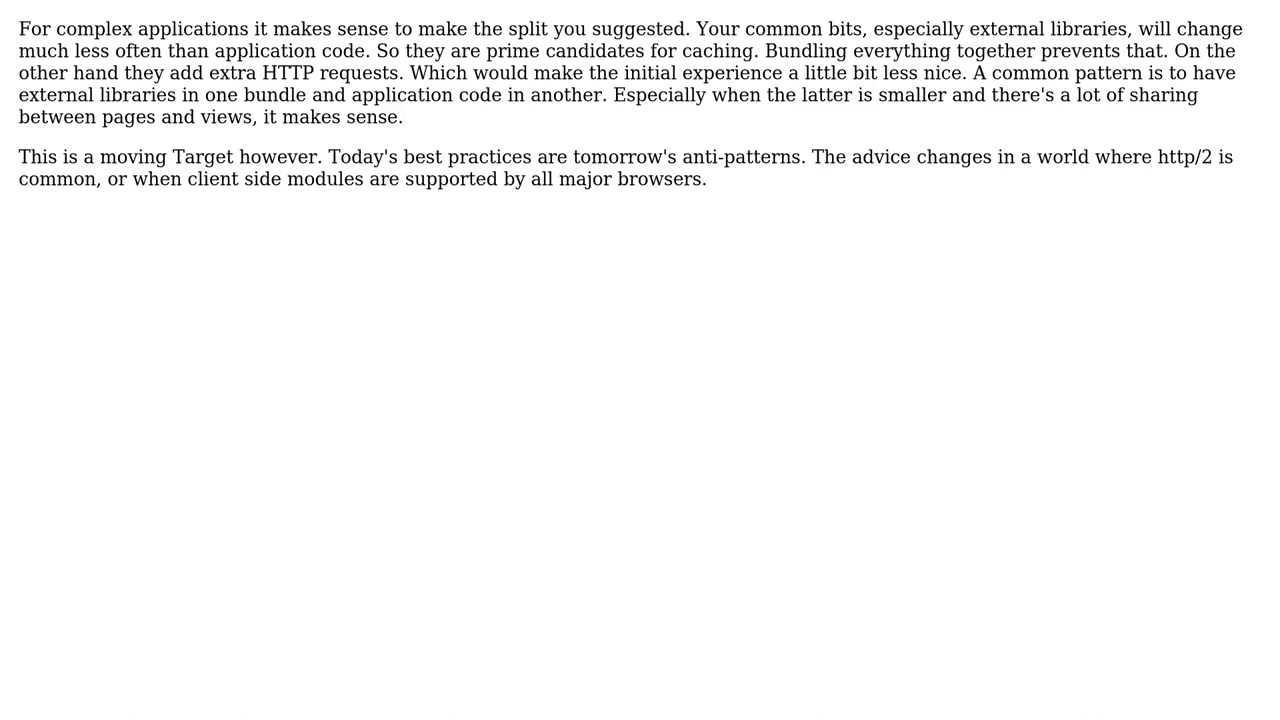 For complex applications it makes sense to make the split you suggested. Your common bits, especially external libraries, will change
much less often than application code. So they are prime candidates for caching. Bundling everything together prevents that. On the
other hand they add extra HTTP requests. Which would make the initial experience a little bit less nice. A common pattern is to have
external libraries in one bundle and application code in another. Especially when the latter is smaller and there's a lot of sharing
between pages and views, it makes sense.
This is a moving Target however. Today's best practices are tomorrow's anti-patterns. The advice changes in a world where http/2 is
common, or when client side modules are supported by all major browsers.